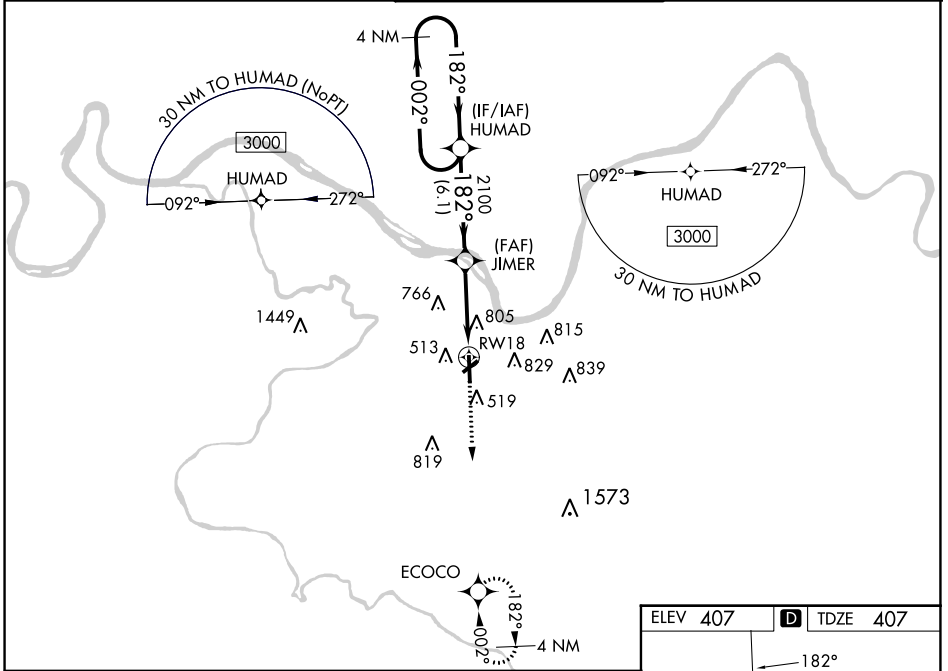 4 NM
182°
002°
(IF/IAF)
HUMAD
30 NM TO HUMAD (NoPT)
3000
HUMAD
092°
272°
092°
272°
HUMAD
3000
30 NM TO HUMAD
2100
182°
(6.1)
(FAF)
JIMER
766
805
1449
815
513
RW18
829
839
519
819
1573
ECOCO
182°
002°
4 NM
ELEV 407
D
TDZE 407
182°